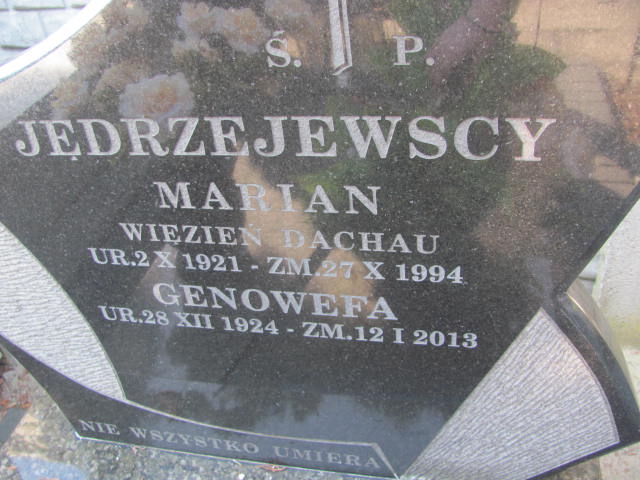 Ś. P.
JĘDRZEJEWSCY
MARIAN
WIĘZIEŃ DACHAU
UR.2 X 1921 - ZM.27 X 1994
GENOWEFA
UR.28 XII 1924 - ZM.12 I 2013
NIE WSZYSTKO UMIERA